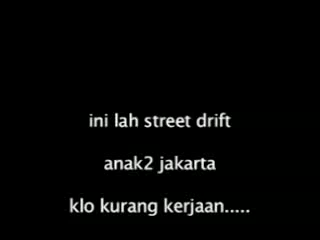 ini lah street drift
anak2 jakarta
klo kurang kerjaan.....